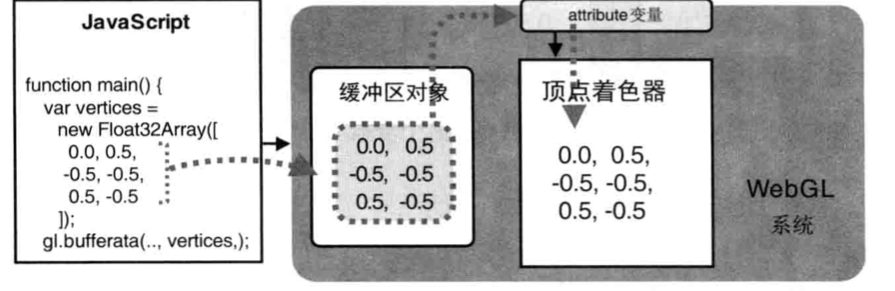 JavaScript
function main() {
var vertices =
new Float32Array([
0.0, 0.5,
-0.5, -0.5,
0.5, -0.5
]);
gl.bufferata(.., vertices,);
缓冲区对象
0.0, 0.5
-0.5, -0.5
0.5, -0.5
attribute变量
顶点着色器
0.0, 0.5,
-0.5, -0.5,
0.5, -0.5
WebGL
系统